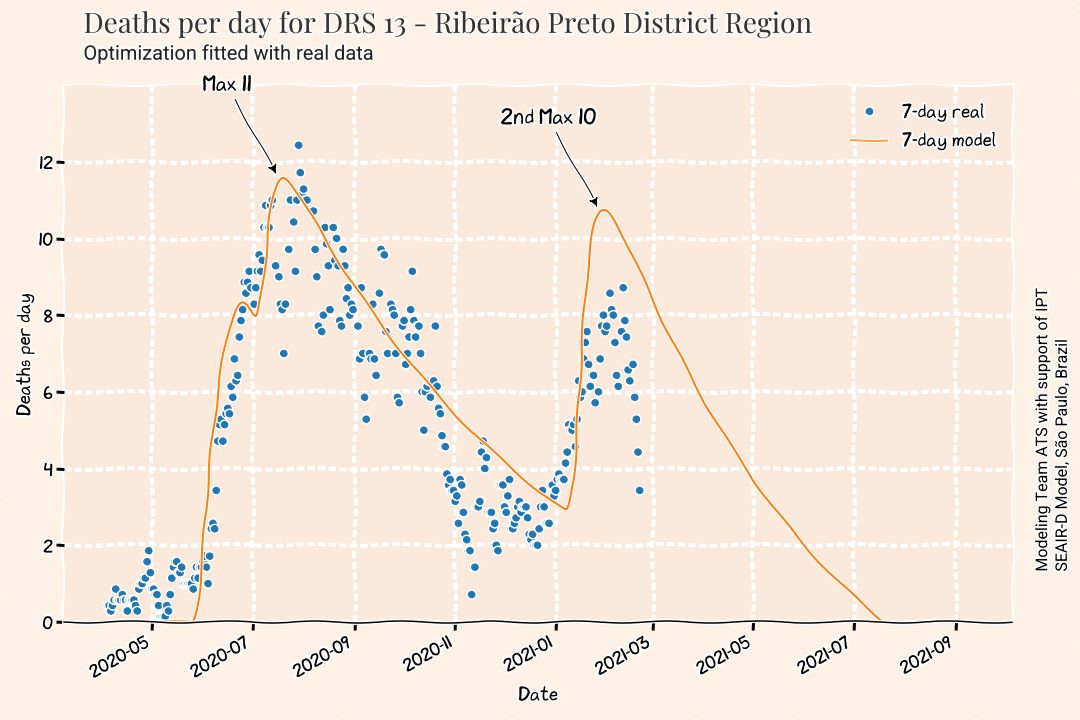 Deaths per day for DRS 13 - Ribeirão Preto District Region
Optimization fitted with real data
Max 11
2nd Max 10
7-day real
7-day model
12
10
8
6
4
2
0
Deaths per day
2020-05
2020-07
2020-09
2020-11
2021-01
2021-03
2021-05
2021-07
2021-09
Date
Modeling Team ATS with support of IPT
SEAIR-D Model, São Paulo, Brazil